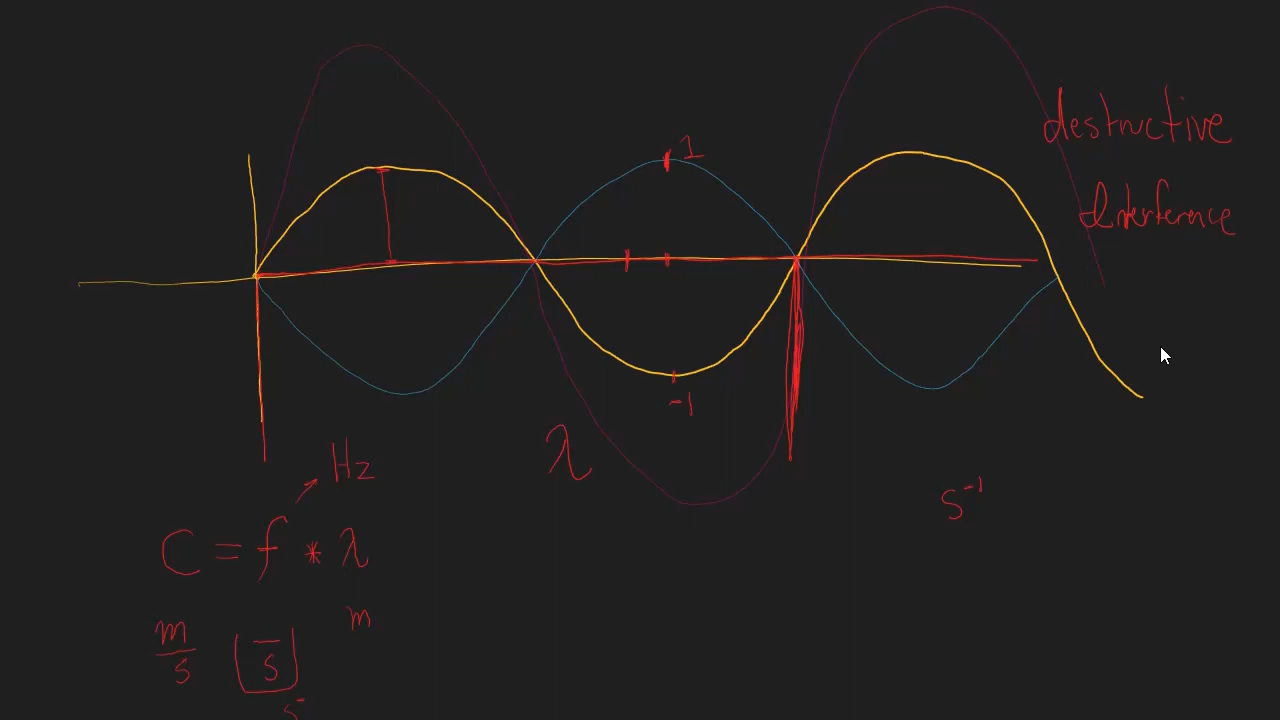 1
destructive
Interference
-1
λ
Hz
s⁻¹
C = f * λ
m/s
s
m
s⁻